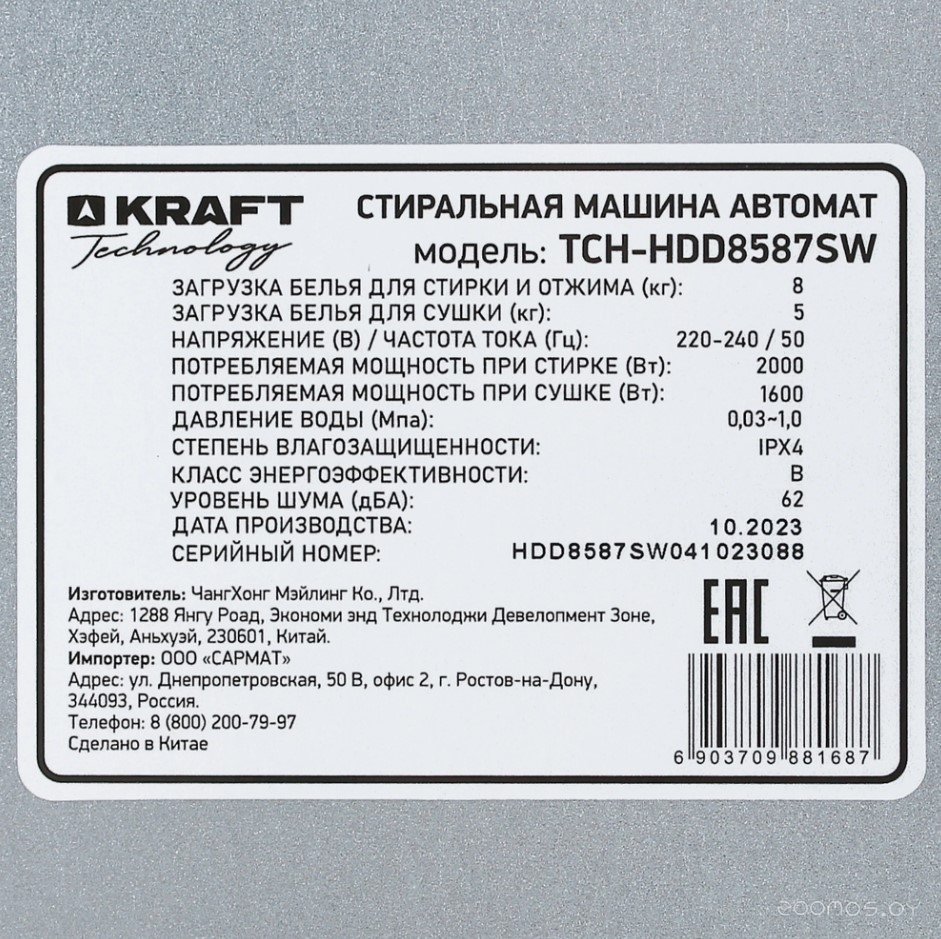 KRAFT
Technology
СТИРАЛЬНАЯ МАШИНА АВТОМАТ
модель: TCH-HDD8587SW
ЗАГРУЗКА БЕЛЬЯ ДЛЯ СТИРКИ И ОТЖИМА (кг): 8
ЗАГРУЗКА БЕЛЬЯ ДЛЯ СУШКИ (кг): 5
НАПРЯЖЕНИЕ (В) / ЧАСТОТА ТОКА (Гц): 220-240 / 50
ПОТРЕБЛЯЕМАЯ МОЩНОСТЬ ПРИ СТИРКЕ (Вт): 2000
ПОТРЕБЛЯЕМАЯ МОЩНОСТЬ ПРИ СУШКЕ (Вт): 1600
ДАВЛЕНИЕ ВОДЫ (Мпа): 0,03~1,0
СТЕПЕНЬ ВЛАГОЗАЩИЩЕННОСТИ: IPX4
КЛАСС ЭНЕРГОЭФФЕКТИВНОСТИ: B
УРОВЕНЬ ШУМА (дБА): 62
ДАТА ПРОИЗВОДСТВА: 10.2023
СЕРИЙНЫЙ НОМЕР: HDD8587SW041023088
Изготовитель: ЧангХонг Мэйлинг Ко., Лтд.
Адрес: 1288 Янгу Роад, Экономи энд Технолоджи Девелопмент Зоне,
Хэфей, Аньхуэй, 230601, Китай.
Импортер: ООО «САРМАТ»
Адрес: ул. Днепропетровская, 50 В, офис 2, г. Ростов-на-Дону,
344093, Россия.
Телефон: 8 (800) 200-79-97
Сделано в Китае
EAC
6 903709 881687
zoomos.by